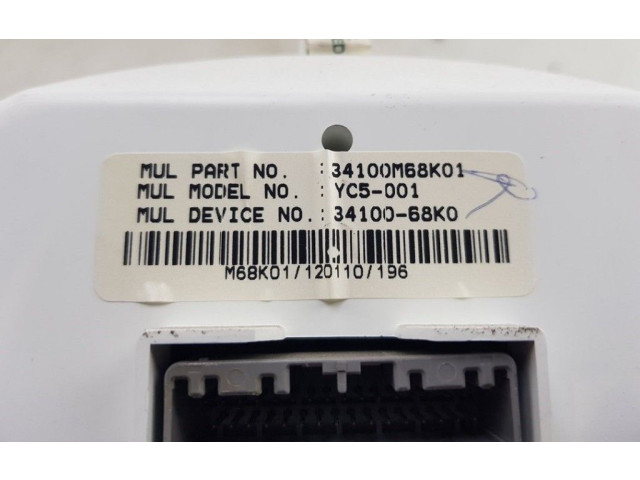 MUL PART NO. :34100M68K01
MUL MODEL NO. :YC5-001
MUL DEVICE NO.:34100-68K0
M68K01/120110/196